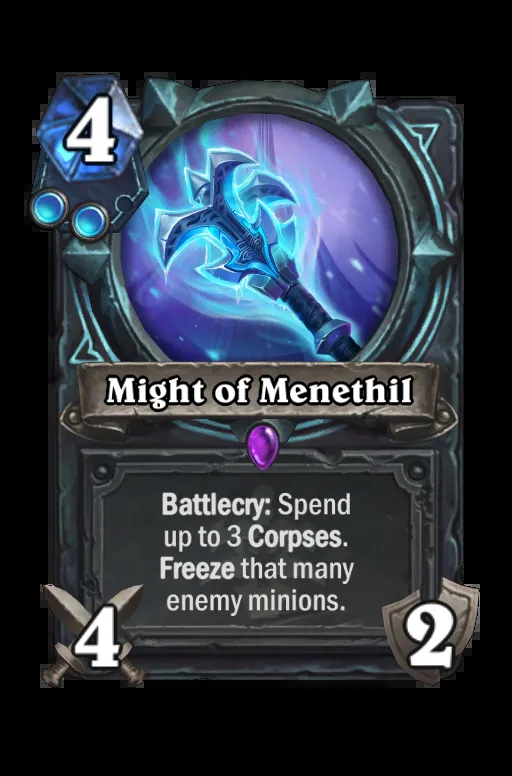 4
Might of Menethil
Battlecry: Spend
up to 3 Corpses.
Freeze that many
enemy minions.
4
2